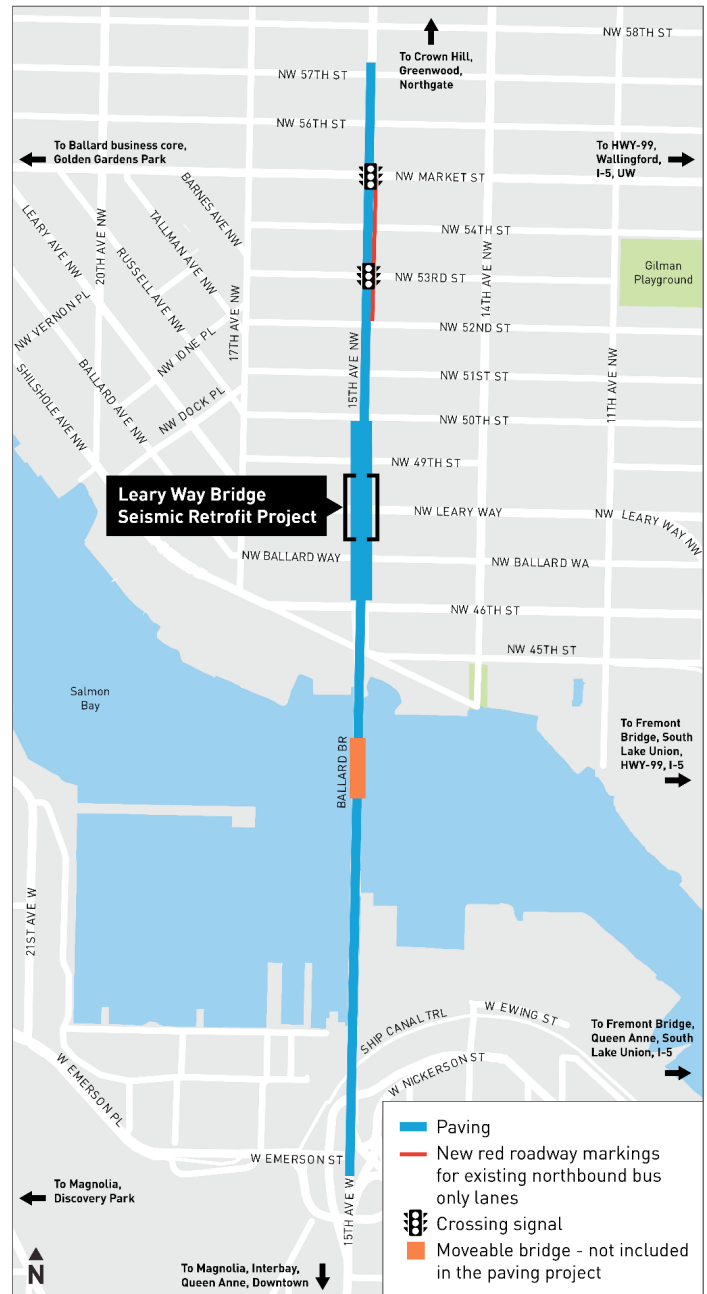 NW 58TH ST
To Crown Hill,
Greenwood,
Northgate
NW 57TH ST
NW 56TH ST
To Ballard business core,
Golden Gardens Park
To HWY-99,
Wallingford,
I-5, UW
NW MARKET ST
BARNES AVE NW
TALLMAN AVE NW
LEARY AVE NW
20TH AVE NW
RUSSELL AVE NW
NW 54TH ST
14TH AVE NW
Gilman
Playground
NW 53RD ST
NW VERNON PL
NW IONE PL
17TH AVE NW
NW 52ND ST
15TH AVE NW
11TH AVE NW
SHILSHOLE AVE NW
BALLARD AVE NW
NW DOCK PL
NW 51ST ST
NW 50TH ST
NW 49TH ST
Leary Way Bridge
Seismic Retrofit Project
NW LEARY WAY
NW LEARY WAY NW
NW BALLARD WAY
NW BALLARD WA
NW 46TH ST
NW 45TH ST
Salmon
Bay
BALLARD BR
To Fremont
Bridge, South
Lake Union,
HWY-99, I-5
21ST AVE W
SHIP CANAL TRL
W EWING ST
To Fremont Bridge,
Queen Anne, South
Lake Union, I-5
W NICKERSON ST
W EMERSON PL
W EMERSON ST
15TH AVE W
To Magnolia,
Discovery Park
To Magnolia, Interbay,
Queen Anne, Downtown
N
Paving
New red roadway markings
for existing northbound bus
only lanes
Crossing signal
Moveable bridge - not included
in the paving project